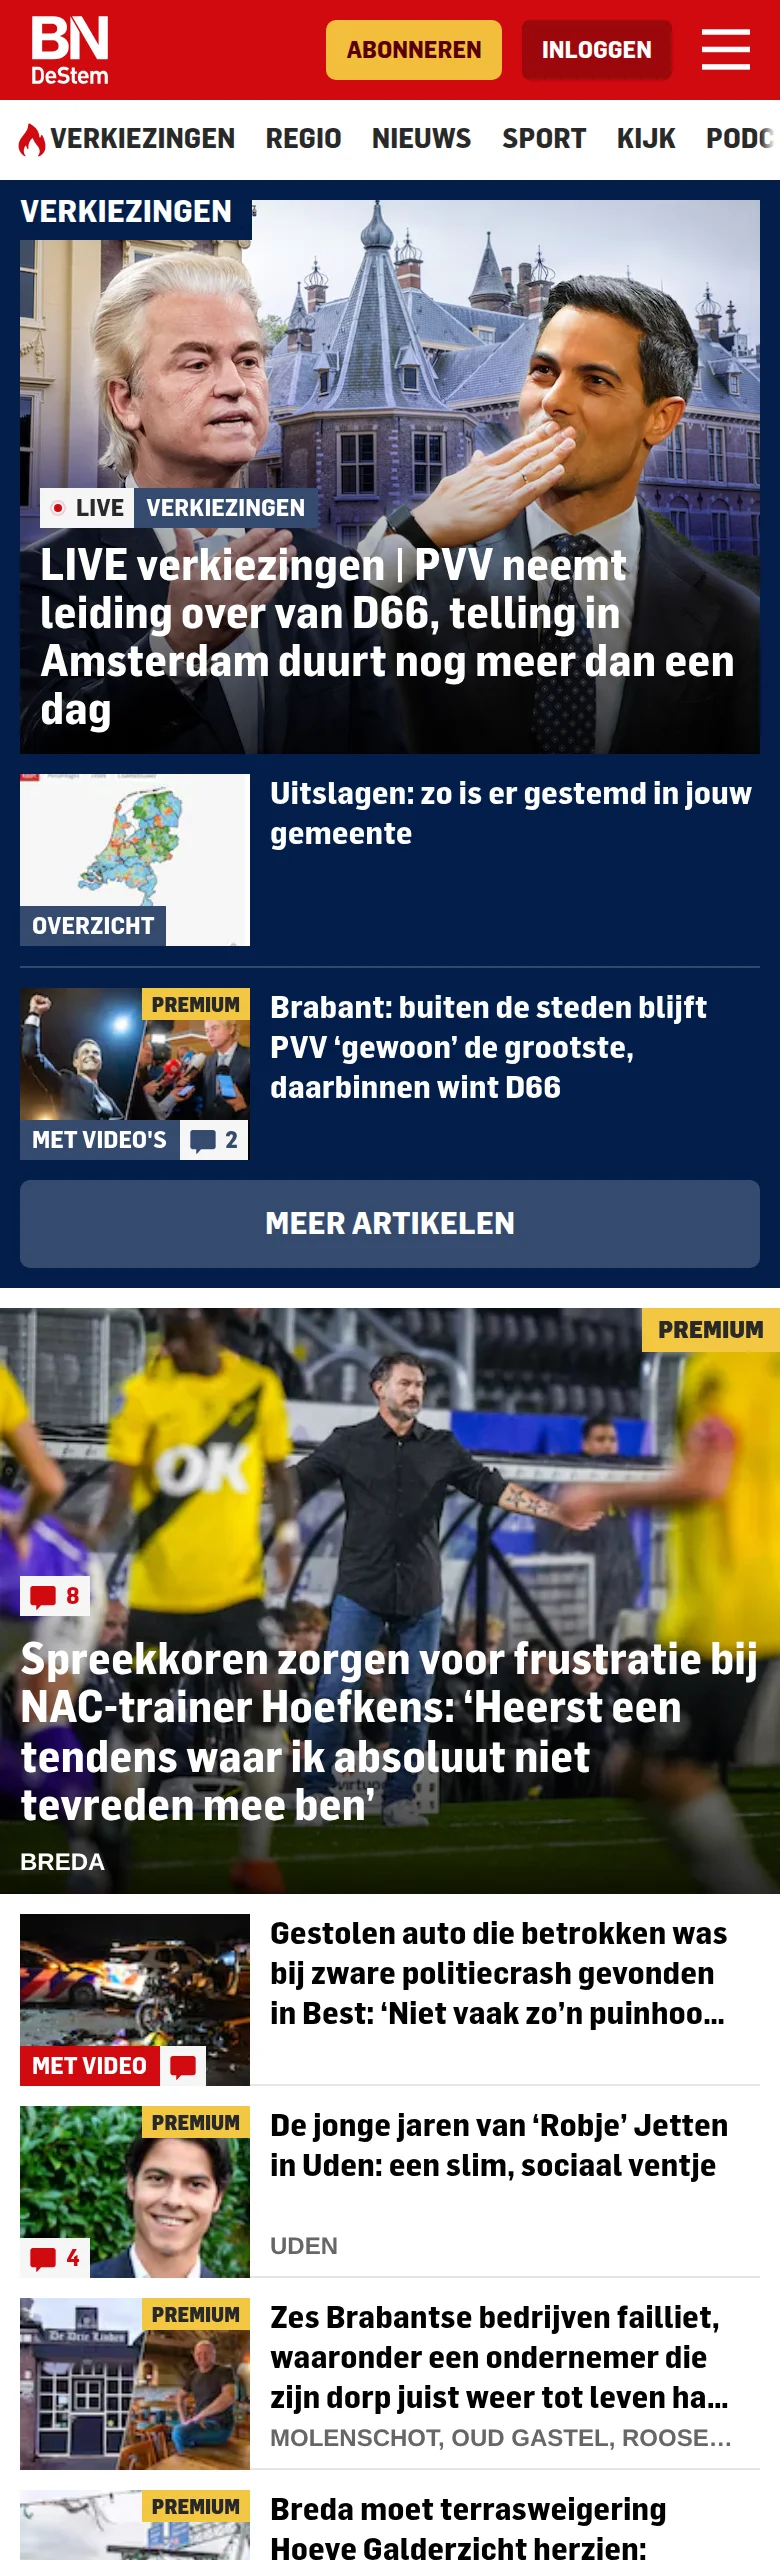 BN
DeStem
ABONNEREN
INLOGGEN
VERKIEZINGEN REGIO NIEUWS SPORT KIJK PODC
VERKIEZINGEN
LIVE VERKIEZINGEN
LIVE verkiezingen | PVV neemt
leiding over van D66, telling in
Amsterdam duurt nog meer dan een
dag
Uitslagen: zo is er gestemd in jouw
gemeente
OVERZICHT
PREMIUM
Brabant: buiten de steden blijft
PVV ‘gewoon’ de grootste,
daarbinnen wint D66
MET VIDEO'S 2
MEER ARTIKELEN
PREMIUM
OK
8
Spreekkoren zorgen voor frustratie bij
NAC-trainer Hoefkens: ‘Heerst een
tendens waar ik absoluut niet
tevreden mee ben’
BREDA
Gestolen auto die betrokken was
bij zware politiecrash gevonden
in Best: ‘Niet vaak zo’n puinhoo...
MET VIDEO
PREMIUM
De jonge jaren van ‘Robje’ Jetten
in Uden: een slim, sociaal ventje
4
UDEN
PREMIUM
De Drie Linden
Zes Brabantse bedrijven failliet,
waaronder een ondernemer die
zijn dorp juist weer tot leven ha...
MOLENSCHOT, OUD GASTEL, ROOSE...
PREMIUM
Breda moet terrasweigering
Hoeve Galderzicht herzien: